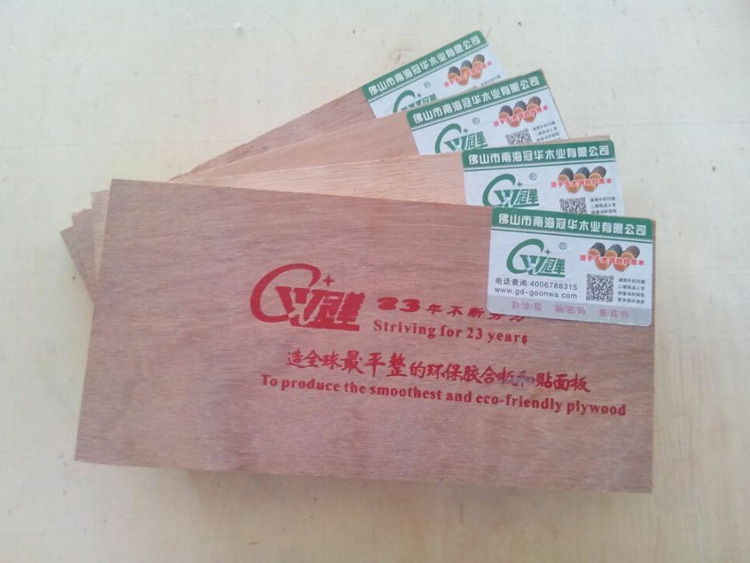 佛山市南海冠华木业有限公司
佛山市南海冠华木业有限公司
佛山市南海冠华木业有限公司
®
佛山市南海冠华木业有限公司
冠華
®
电话查询:4006788315
www.gd-goonwa.com
冠華
23年不断努力
Striving for 23 years
造全球最平整的环保胶合板和贴面板
To produce the smoothest and eco-friendly plywood